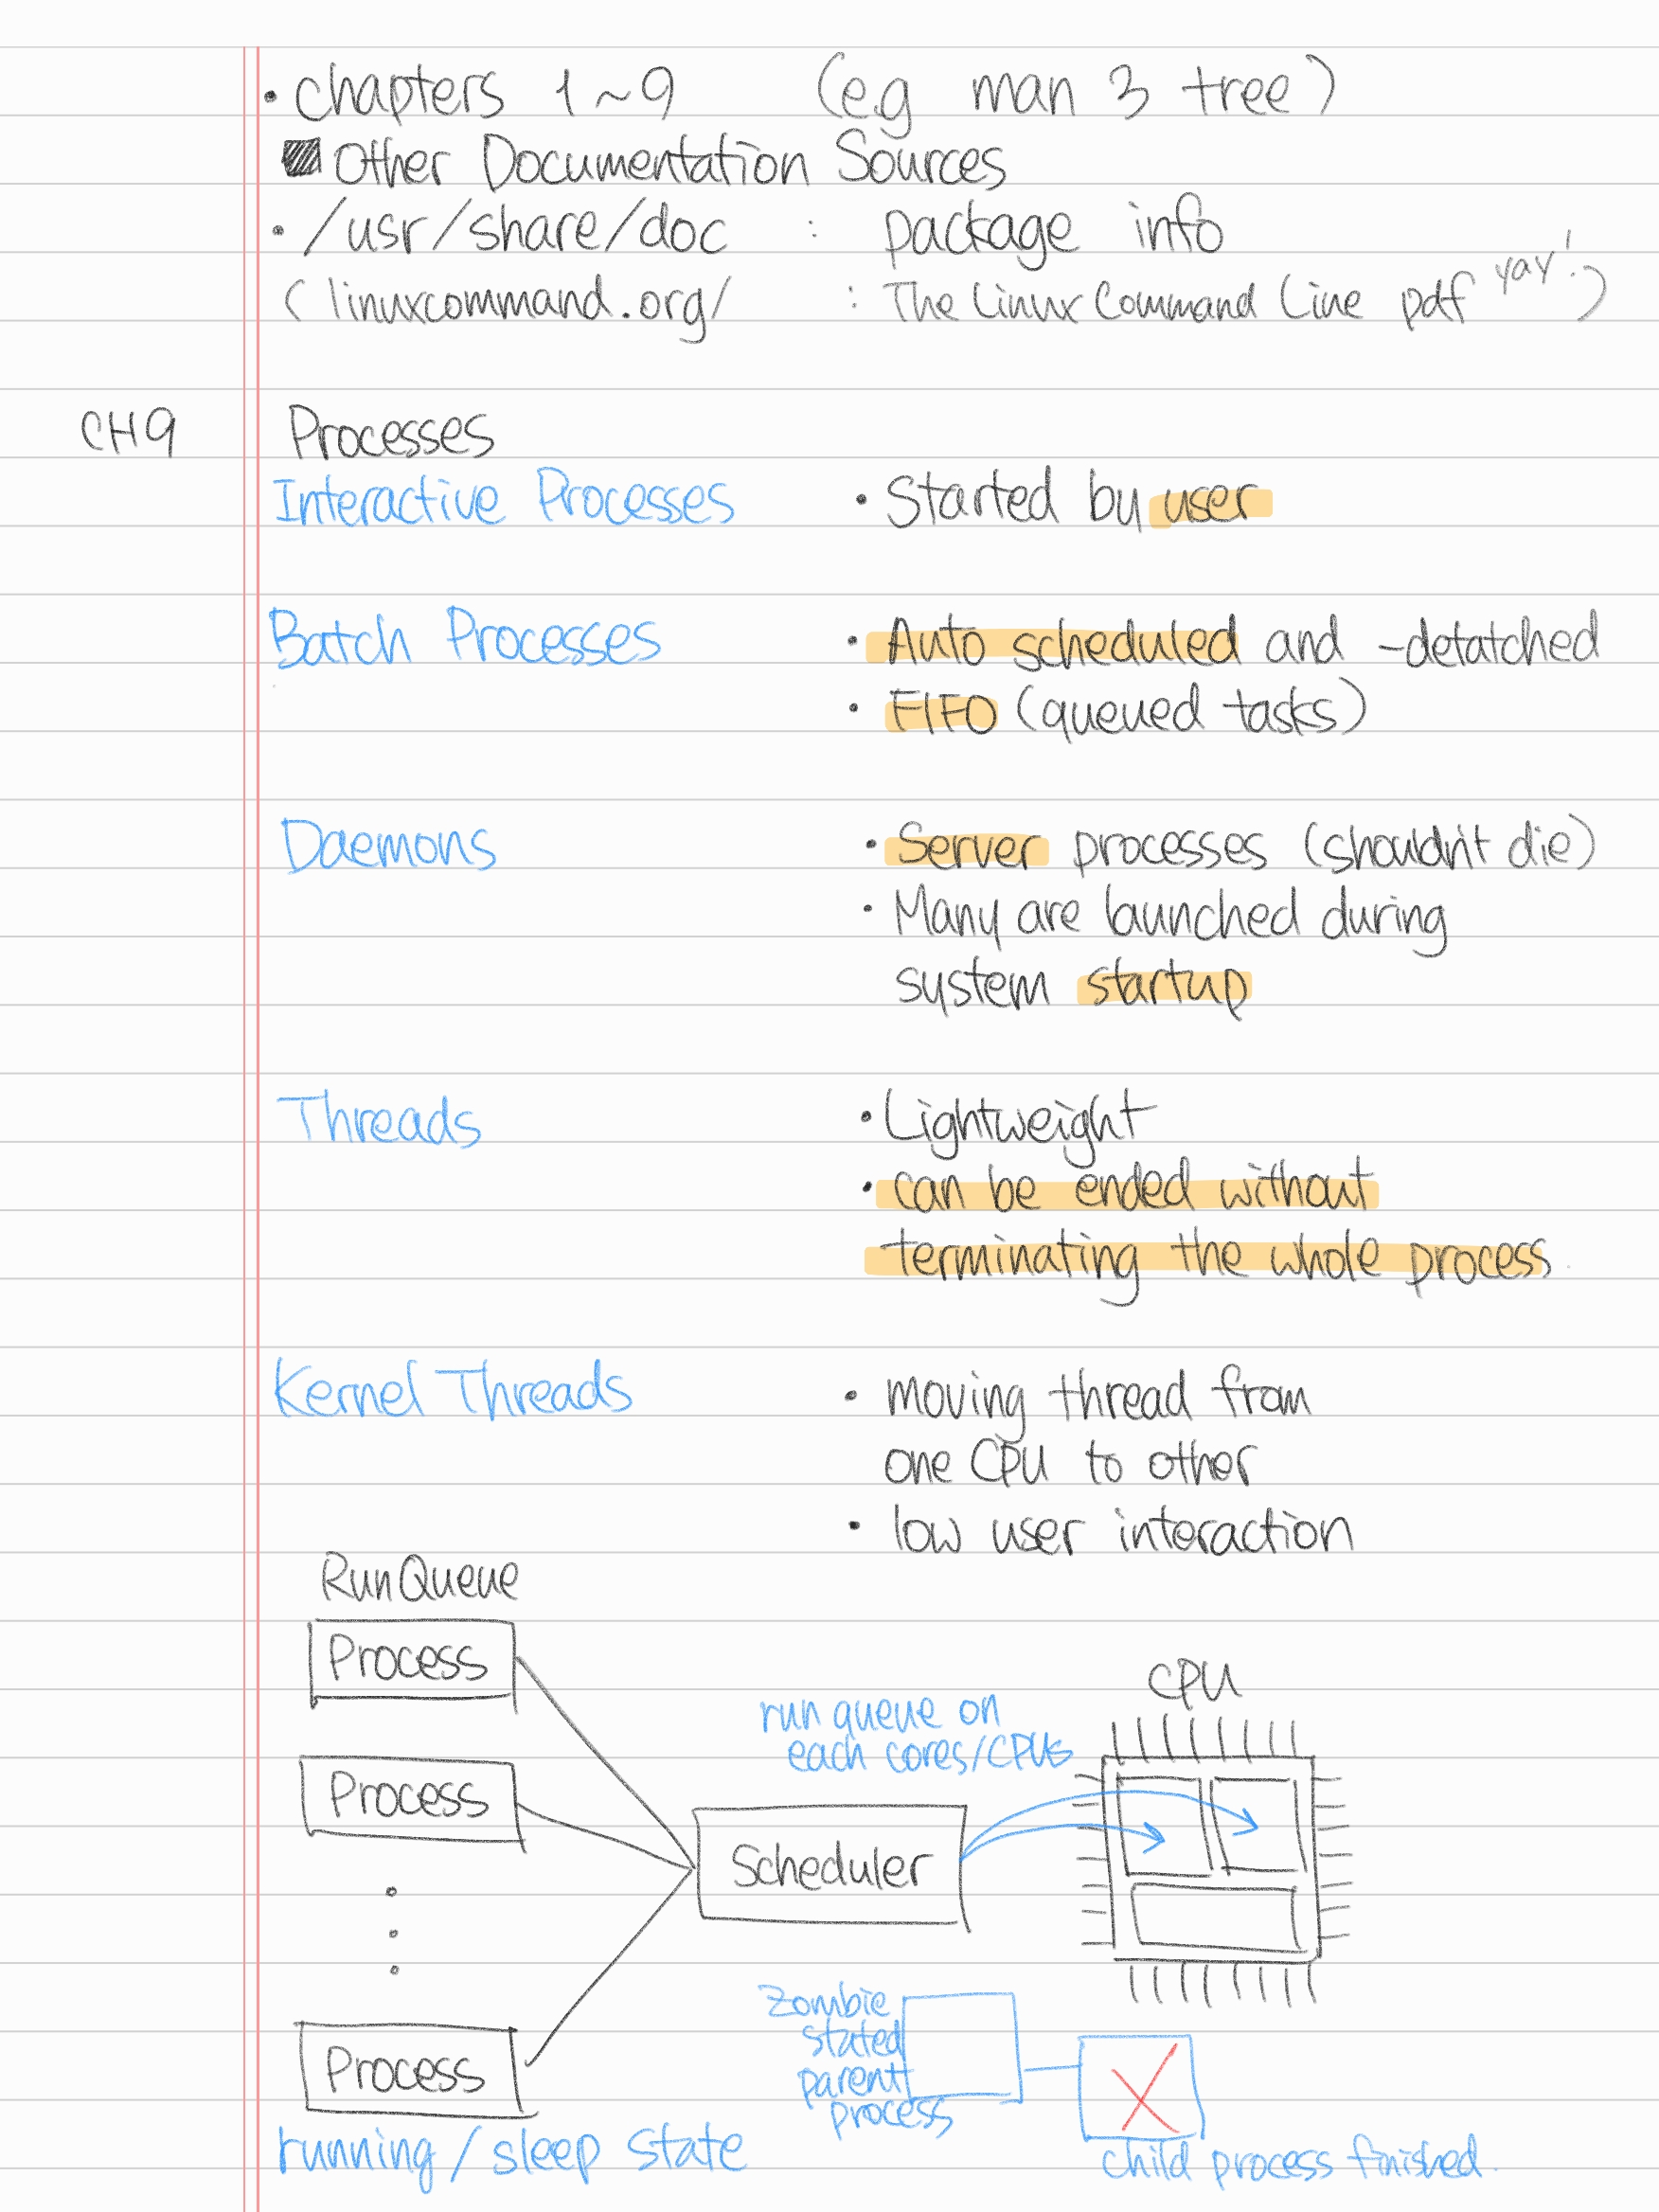 • chapters 1~9 (e.g man 3 tree)
Other Documentation Sources
• /usr/share/doc : package info
( linuxcommand.org/ : The Linux Command Line pdf yay! )
CH9 Processes
Interactive Processes • Started by user
Batch Processes • Auto scheduled and -detatched
• FIFO (queued tasks)
Daemons • Server processes (shouldn't die)
• Many are launched during
system startup
Threads • Lightweight
• can be ended without
terminating the whole process
Kernel Threads • moving thread from
one CPU to other
• low user interaction
Run Queue
Process
CPU
run queue on
each cores/CPUs
Process
Scheduler
Process
Zombie
stated
parent
process
running / sleep state
child process finished.